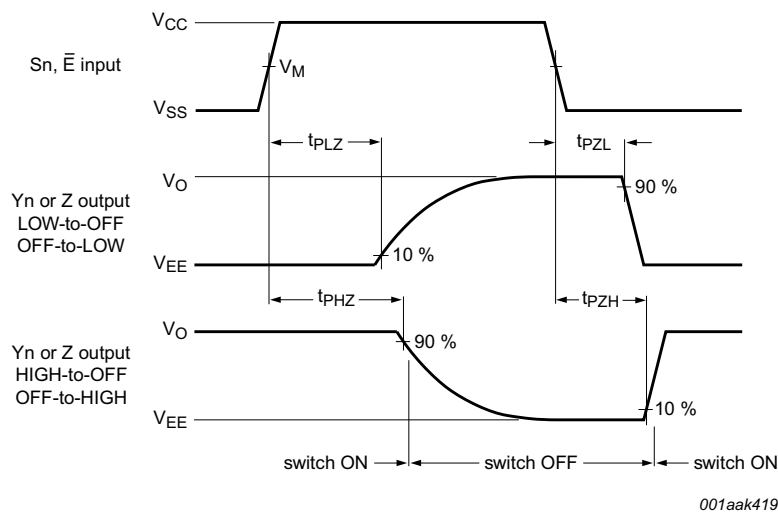 VCC
Sn, E̅ input
VM
VSS
tPLZ
tPZL
VO
90 %
Yn or Z output
LOW-to-OFF
OFF-to-LOW
10 %
VEE
tPHZ
tPZH
VO
90 %
Yn or Z output
HIGH-to-OFF
OFF-to-HIGH
10 %
VEE
switch ON
switch OFF
switch ON
001aak419